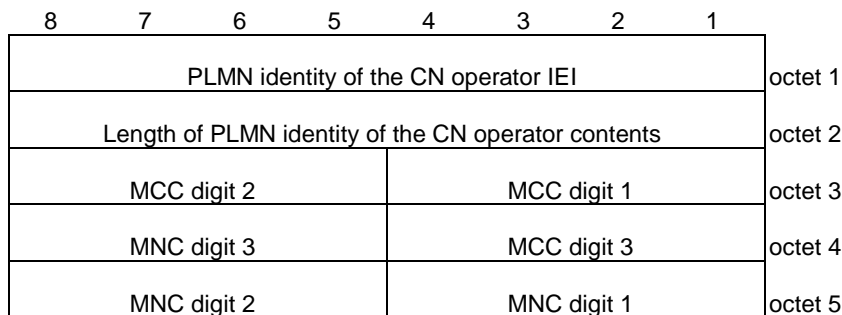 8 7 6 5 4 3 2 1
PLMN identity of the CN operator IEI octet 1
Length of PLMN identity of the CN operator contents octet 2
MCC digit 2 MCC digit 1 octet 3
MNC digit 3 MCC digit 3 octet 4
MNC digit 2 MNC digit 1 octet 5